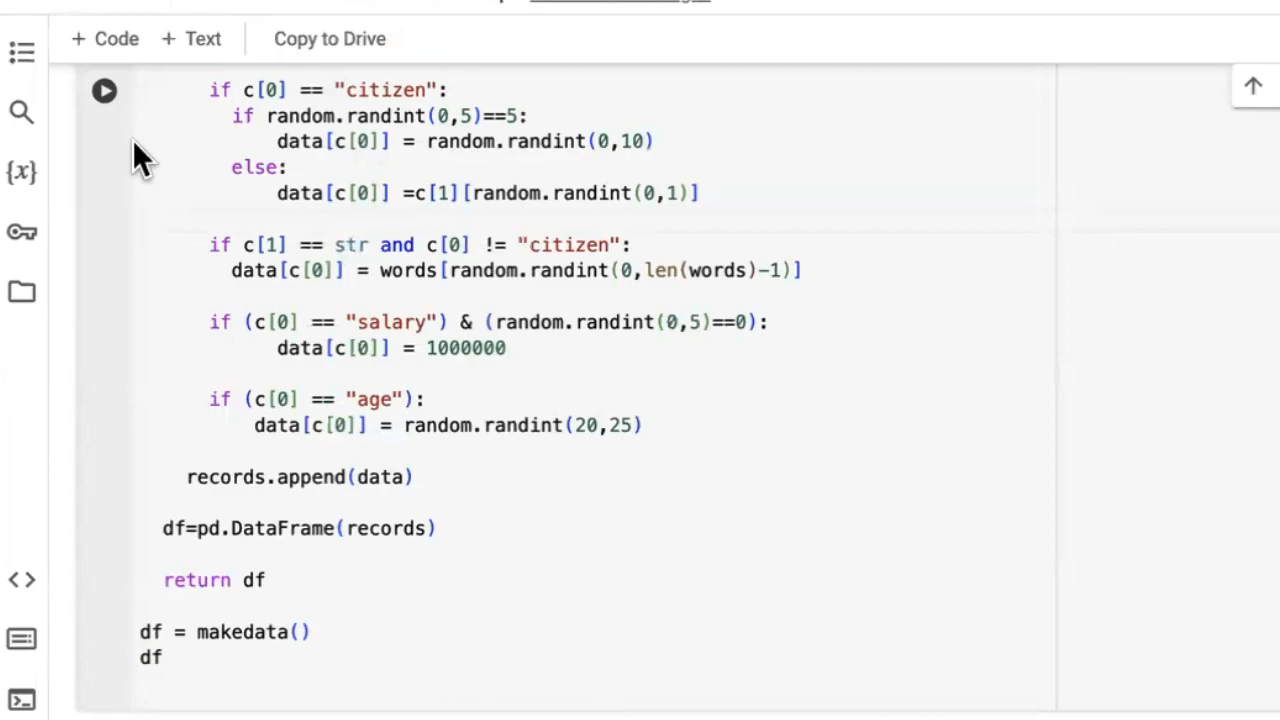 + Code + Text Copy to Drive
if c[0] == "citizen":
if random.randint(0,5)==5:
data[c[0]] = random.randint(0,10)
else:
data[c[0]] =c[1][random.randint(0,1)]
if c[1] == str and c[0] != "citizen":
data[c[0]] = words[random.randint(0,len(words)-1)]
if (c[0] == "salary") & (random.randint(0,5)==0):
data[c[0]] = 1000000
if (c[0] == "age"):
data[c[0]] = random.randint(20,25)
records.append(data)
df=pd.DataFrame(records)
return df
df = makedata()
df
{x}